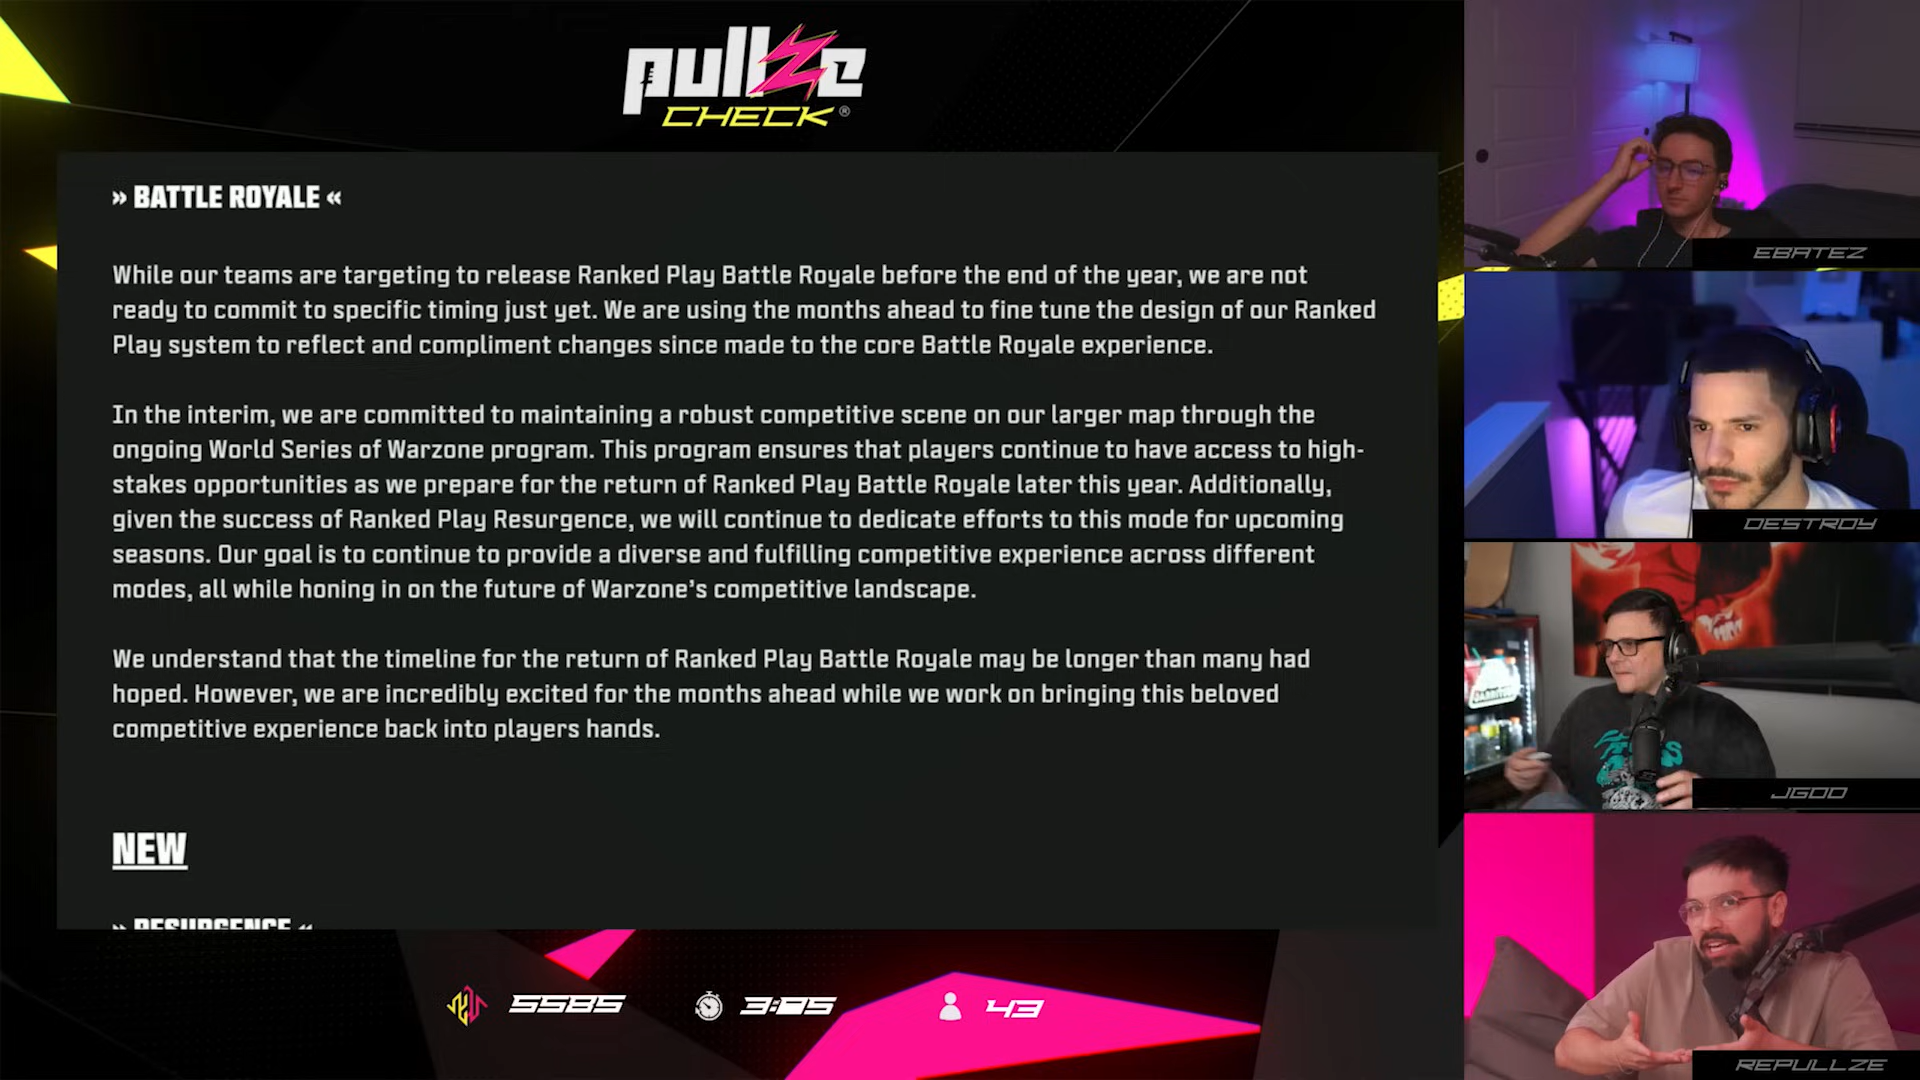 pullze
CHECK®
» BATTLE ROYALE «
While our teams are targeting to release Ranked Play Battle Royale before the end of the year, we are not
ready to commit to specific timing just yet. We are using the months ahead to fine tune the design of our Ranked
Play system to reflect and compliment changes since made to the core Battle Royale experience.
In the interim, we are committed to maintaining a robust competitive scene on our larger map through the
ongoing World Series of Warzone program. This program ensures that players continue to have access to high-
stakes opportunities as we prepare for the return of Ranked Play Battle Royale later this year. Additionally,
given the success of Ranked Play Resurgence, we will continue to dedicate efforts to this mode for upcoming
seasons. Our goal is to continue to provide a diverse and fulfilling competitive experience across different
modes, all while honing in on the future of Warzone's competitive landscape.
We understand that the timeline for the return of Ranked Play Battle Royale may be longer than many had
hoped. However, we are incredibly excited for the months ahead while we work on bringing this beloved
competitive experience back into players hands.
NEW
» RESURGENCE «
5585
3:05
43
EBATEZ
DESTROY
JGOD
REPULLZE